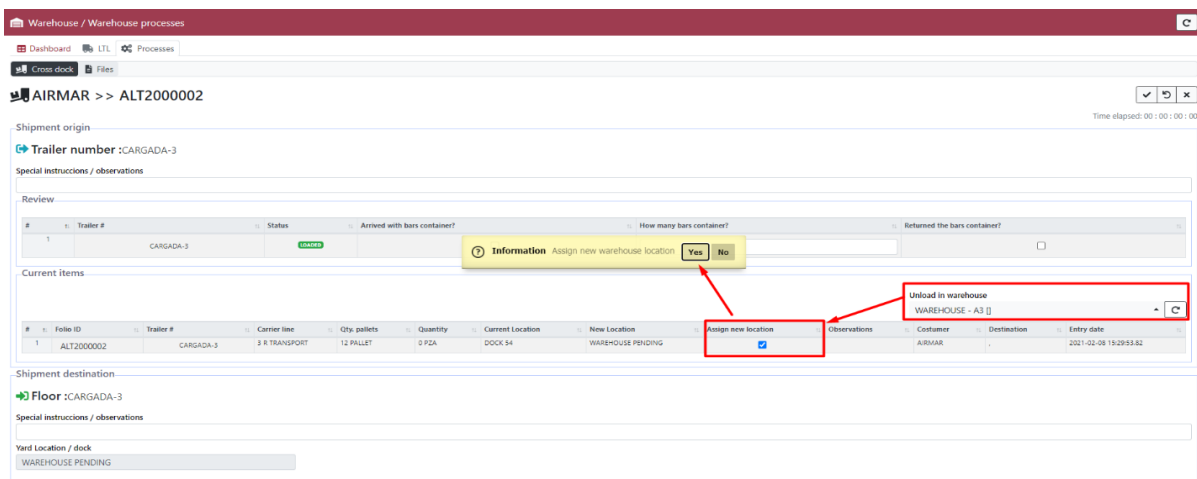 Warehouse / Warehouse processes
Dashboard LTL Processes
Cross dock Files
AIRMAR >> ALT2000002
Time elapsed: 00 : 00 : 00 : 00
Shipment origin
Trailer number :CARGADA-3
Special instruccions / observations
Review
# Trailer # Status Arrived with bars container? How many bars container? Returned the bars container?
1 CARGADA-3 LOADED
Information Assign new warehouse location Yes No
Current items
Unload in warehouse
WAREHOUSE - A3 []
# Folio ID Trailer # Carrier line Qty. pallets Quantity Current Location New Location Assign new location Observations Costumer Destination Entry date
1 ALT2000002 CARGADA-3 3 R TRANSPORT 12 PALLET 0 PZA DOCK 54 WAREHOUSE PENDING AIRMAR , 2021-02-08 15:29:53.82
Shipment destination
Floor :CARGADA-3
Special instruccions / observations
Yard Location / dock
WAREHOUSE PENDING